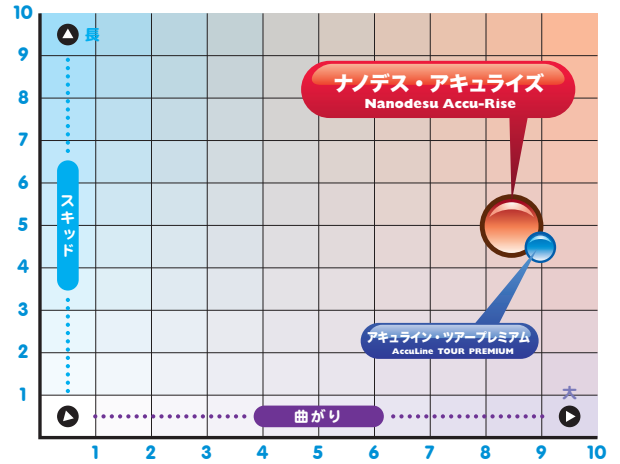 10
長
9
8
ナノデス・アキュライズ
Nanodesu Accu-Rise
7
6
スキッド
5
4
3
アキュライン・ツアープレミアム
AccuLine TOUR PREMIUM
2
1
大
曲がり
1 2 3 4 5 6 7 8 9 10